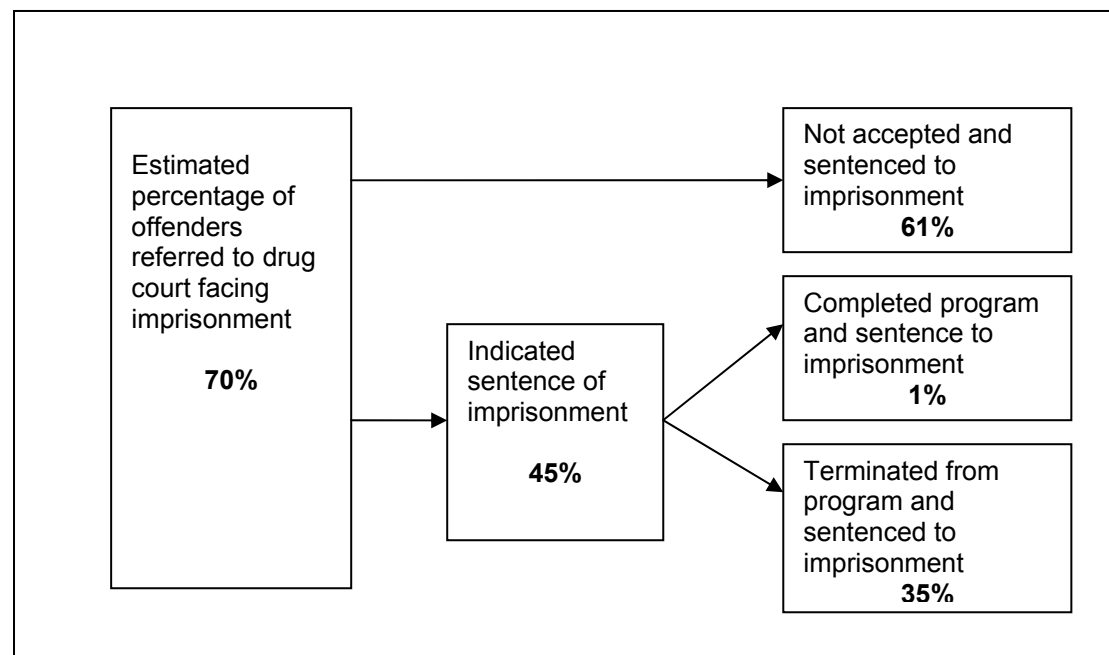 Estimated
percentage of
offenders
referred to drug
court facing
imprisonment
70%
Not accepted and
sentenced to
imprisonment
61%
Indicated
sentence of
imprisonment
45%
Completed program
and sentence to
imprisonment
1%
Terminated from
program and
sentenced to
imprisonment
35%